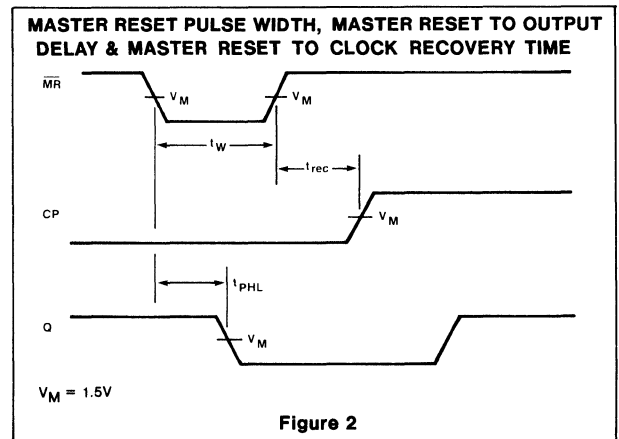 MASTER RESET PULSE WIDTH, MASTER RESET TO OUTPUT
DELAY & MASTER RESET TO CLOCK RECOVERY TIME
MR
VM
VM
tW
trec
CP
VM
tPHL
Q
VM
VM = 1.5V
Figure 2